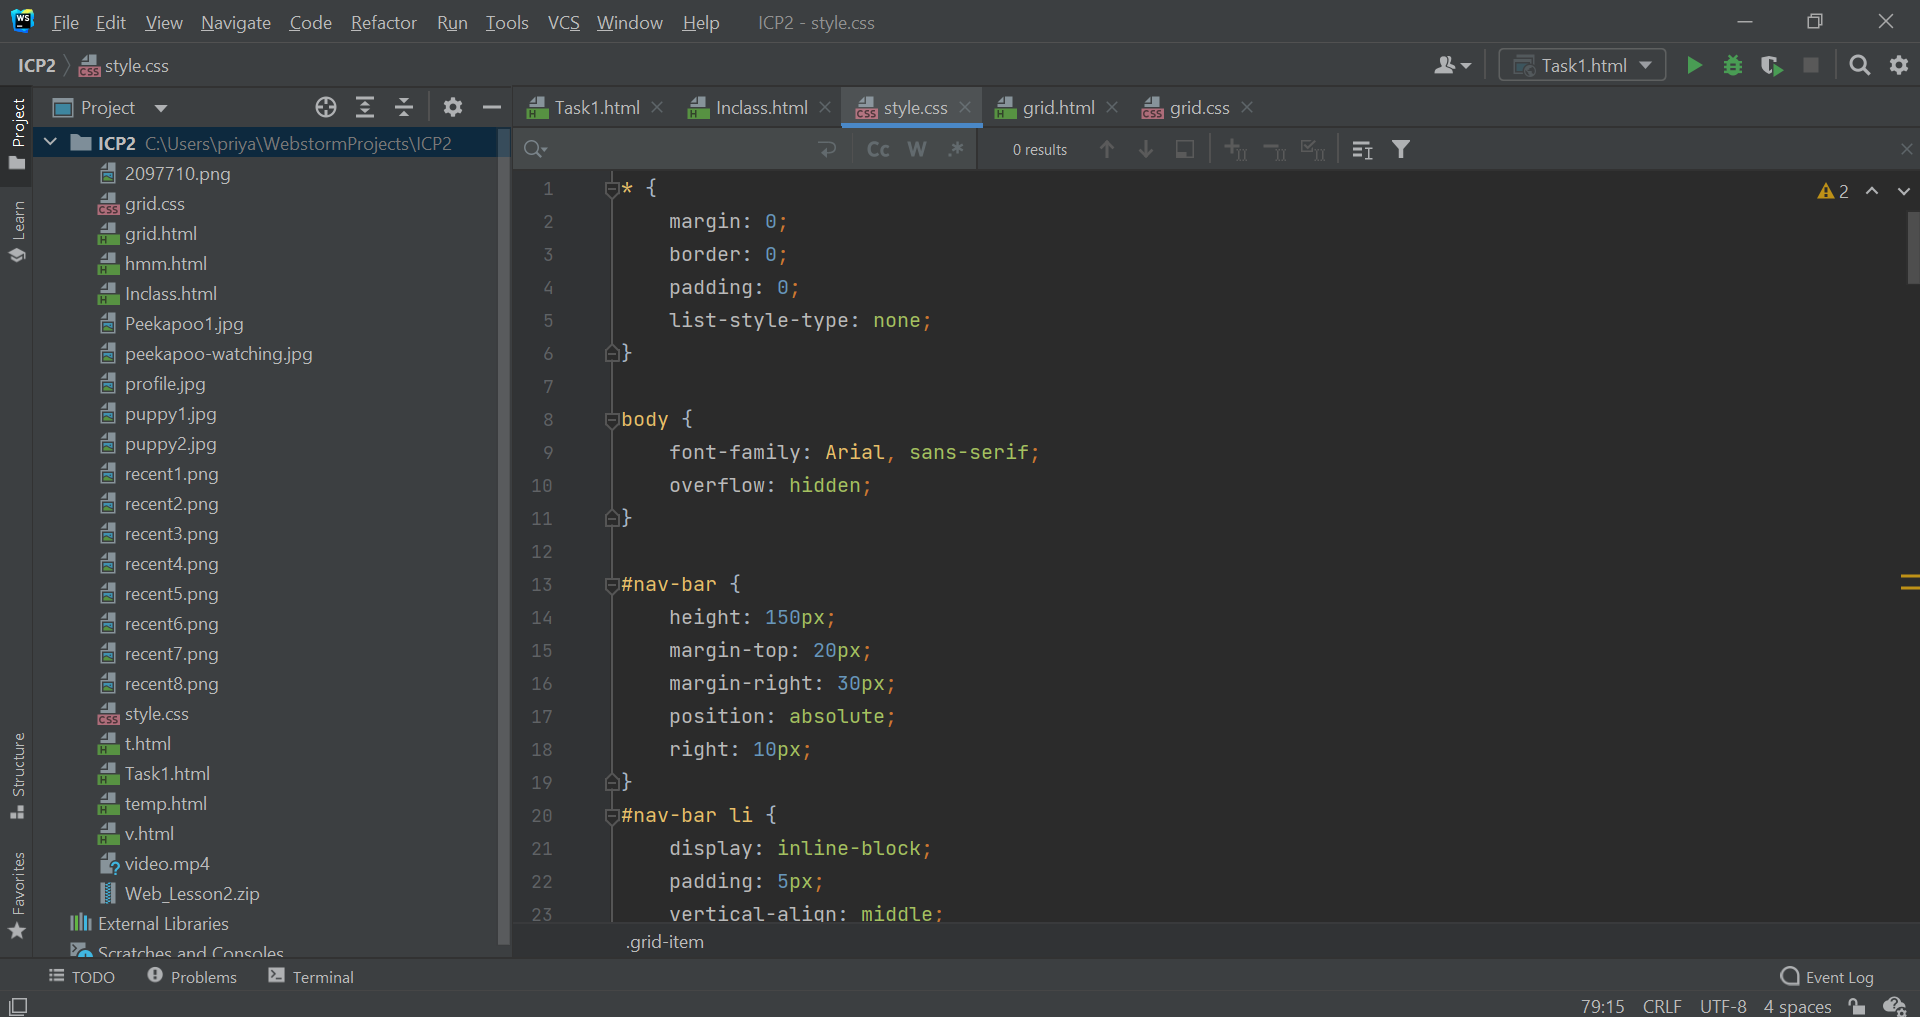 WS File Edit View Navigate Code Refactor Run Tools VCS Window Help ICP2 - style.css
ICP2 style.css Task1.html
Project Task1.html Inclass.html style.css grid.html grid.css
Cc W .* 0 results
Project
Learn
Structure
Favorites
ICP2 C:\Users\priya\WebstormProjects\ICP2
2097710.png
grid.css
grid.html
hmm.html
Inclass.html
Peekapoo1.jpg
peekapoo-watching.jpg
profile.jpg
puppy1.jpg
puppy2.jpg
recent1.png
recent2.png
recent3.png
recent4.png
recent5.png
recent6.png
recent7.png
recent8.png
style.css
t.html
Task1.html
temp.html
v.html
video.mp4
Web_Lesson2.zip
External Libraries
Scratches and Consoles
1 * {
2 margin: 0;
3 border: 0;
4 padding: 0;
5 list-style-type: none;
6 }
7
8 body {
9 font-family: Arial, sans-serif;
10 overflow: hidden;
11 }
12
13 #nav-bar {
14 height: 150px;
15 margin-top: 20px;
16 margin-right: 30px;
17 position: absolute;
18 right: 10px;
19 }
20 #nav-bar li {
21 display: inline-block;
22 padding: 5px;
23 vertical-align: middle;
2
.grid-item
TODO Problems Terminal Event Log
79:15 CRLF UTF-8 4 spaces